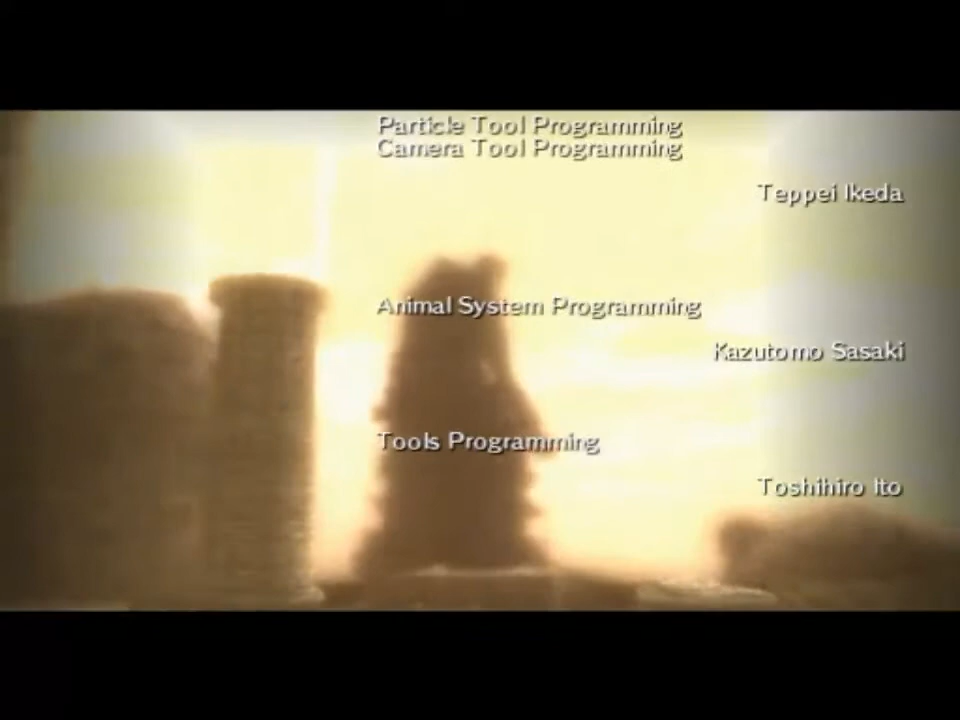 Particle Tool Programming
Camera Tool Programming
Teppei Ikeda
Animal System Programming
Kazutomo Sasaki
Tools Programming
Toshihiro Ito